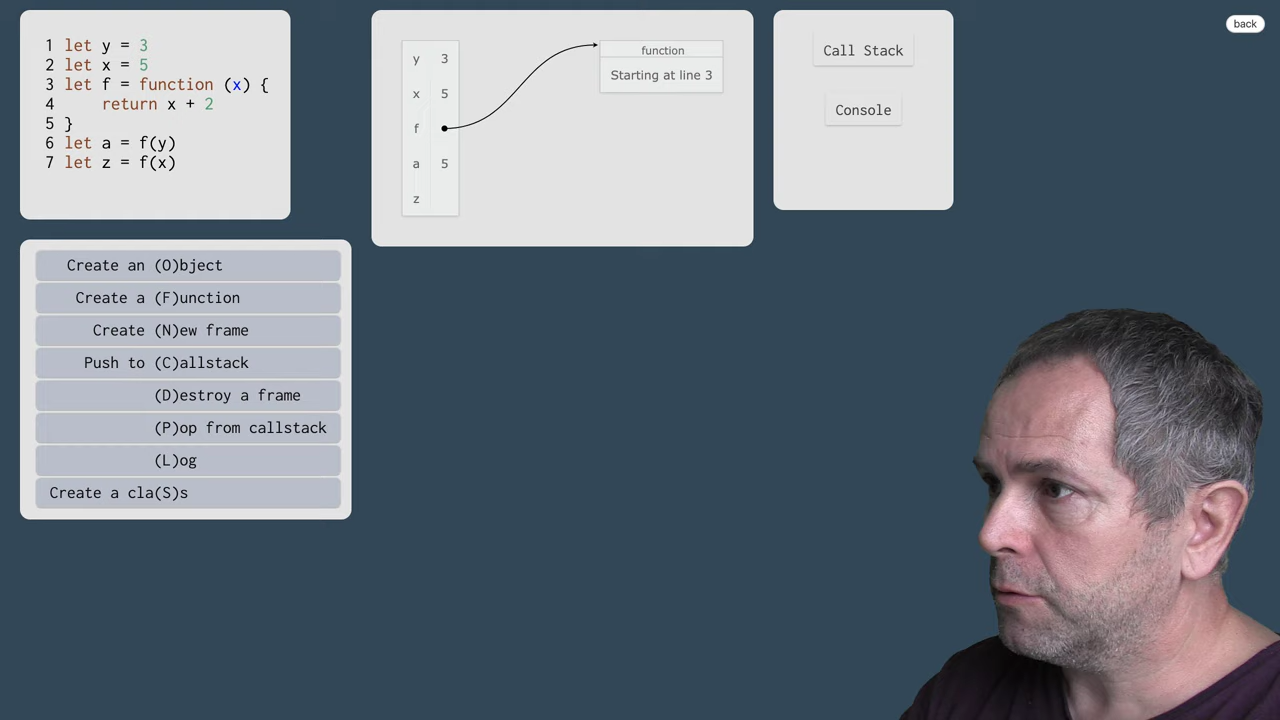 back
1 let y = 3
2 let x = 5
3 let f = function (x) {
4     return x + 2
5 }
6 let a = f(y)
7 let z = f(x)
y 3
x 5
f
a 5
z
function
Starting at line 3
Call Stack
Console
Create an (O)bject
Create a (F)unction
Create (N)ew frame
Push to (C)allstack
(D)estroy a frame
(P)op from callstack
(L)og
Create a cla(S)s